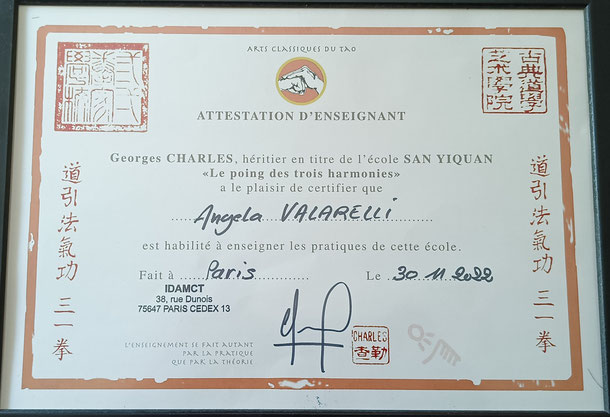 ARTS CLASSIQUES DU TAO
古典道學
芸术學院
ATTESTATION D'ENSEIGNANT
Georges CHARLES, héritier en titre de l'école SAN YIQUAN
«Le poing des trois harmonies»
a le plaisir de certifier que
Angela VALARELLI
est habilité à enseigner les pratiques de cette école.
Fait à Paris Le 30 11 2022
IDAMCT
38, rue Dunois
75647 PARIS CEDEX 13
L'ENSEIGNEMENT SE FAIT AUTANT
PAR LA PRATIQUE
QUE PAR LA THÉORIE
CHARLES
道引法氣功 三一拳
道引法氣功 三一拳